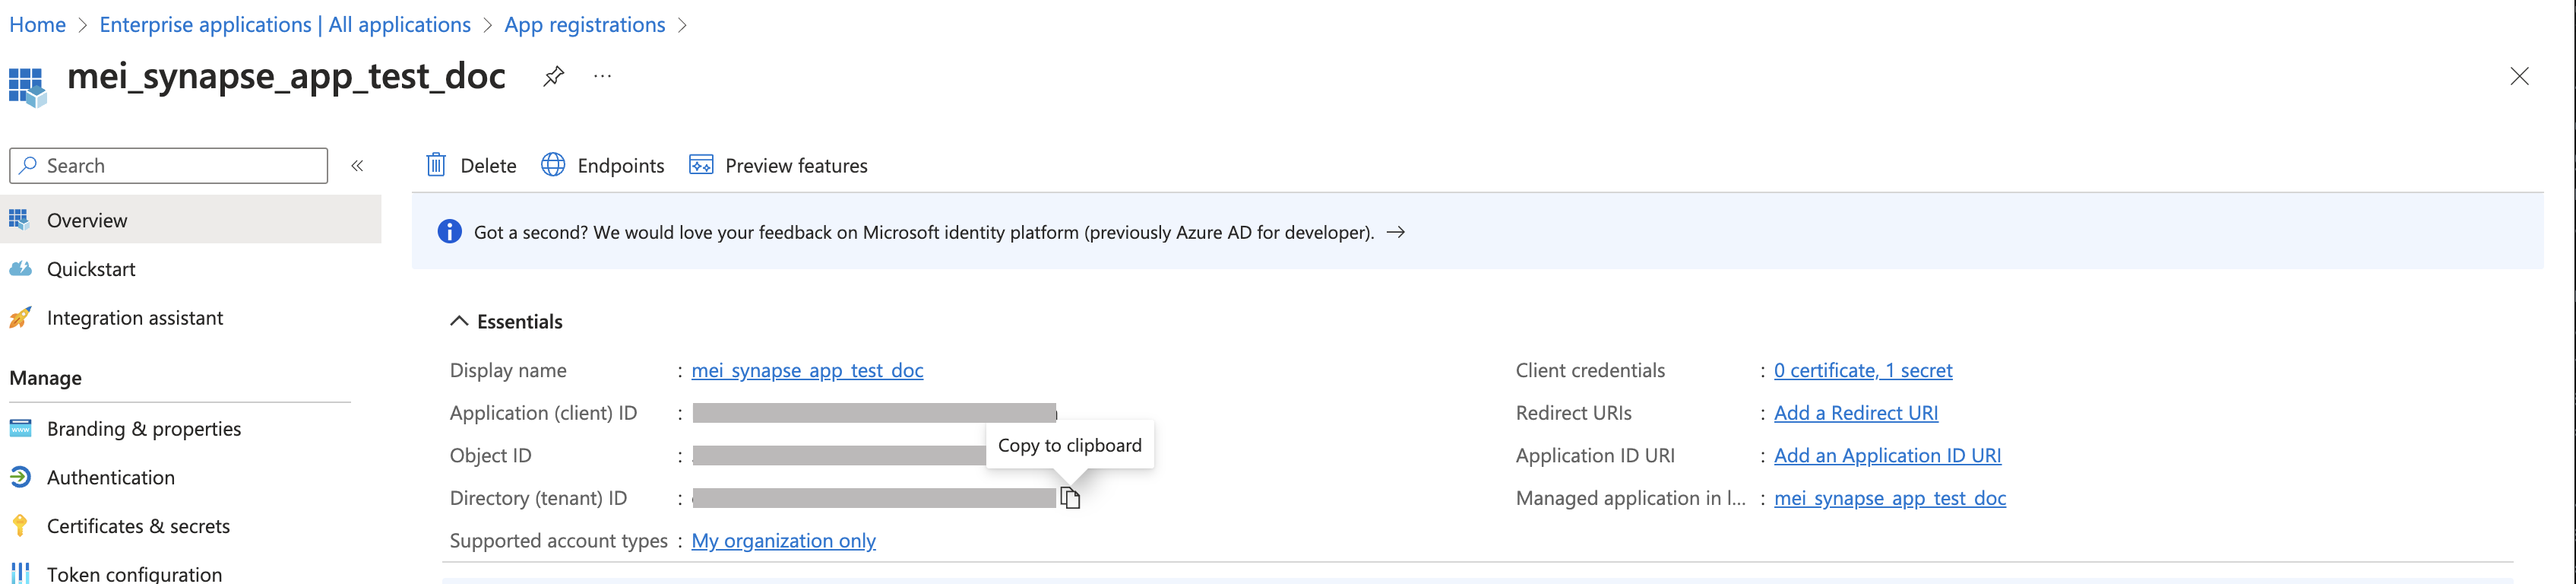 Home > Enterprise applications | All applications > App registrations >
mei_synapse_app_test_doc ...
Search «
Delete Endpoints Preview features
Overview
Got a second? We would love your feedback on Microsoft identity platform (previously Azure AD for developer). →
Quickstart
Integration assistant
Manage
Branding & properties
Authentication
Certificates & secrets
Token configuration
Essentials
Display name : mei_synapse_app_test_doc
Application (client) ID :
Object ID :
Copy to clipboard
Directory (tenant) ID :
Supported account types : My organization only
Client credentials : 0 certificate, 1 secret
Redirect URIs : Add a Redirect URI
Application ID URI : Add an Application ID URI
Managed application in l... : mei_synapse_app_test_doc